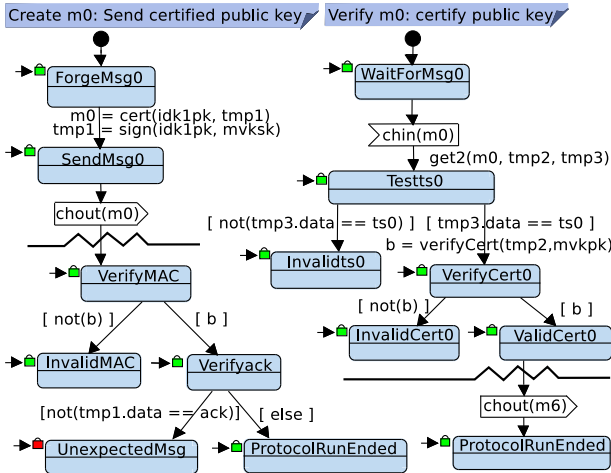 Create m0: Send certified public key
ForgeMsg0
m0 = cert(idk1pk, tmp1)
tmp1 = sign(idk1pk, mvksk)
SendMsg0
chout(m0)
VerifyMAC
[ not(b) ]
[ b ]
InvalidMAC
Verifyack
[not(tmp1.data == ack)]
[ else ]
UnexpectedMsg
ProtocolRunEnded
Verify m0: certify public key
WaitForMsg0
chin(m0)
get2(m0, tmp2, tmp3)
Testts0
[ not(tmp3.data == ts0) ]
[ tmp3.data == ts0 ]
b = verifyCert(tmp2,mvkpk)
Invalidts0
VerifyCert0
[ not(b) ]
[ b ]
InvalidCert0
ValidCert0
chout(m6)
ProtocolRunEnded